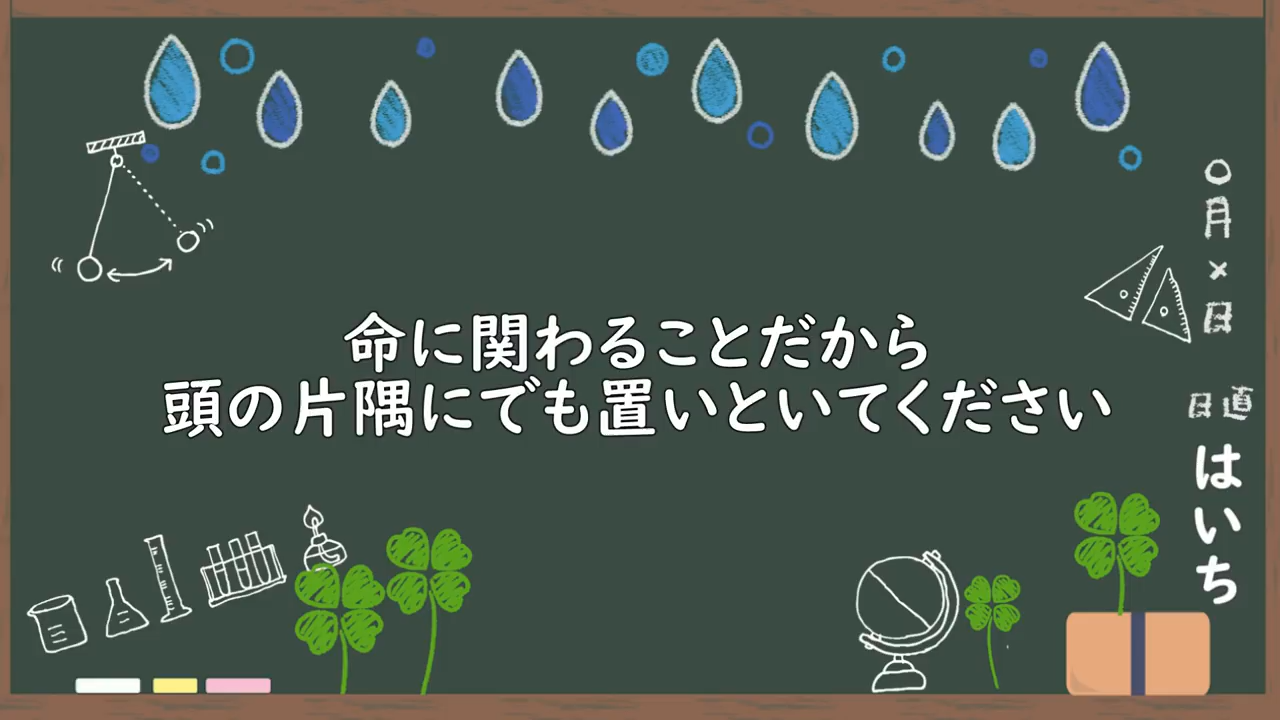 命に関わることだから
頭の片隅にでも置いといてください
〇月×日
日直
はいち